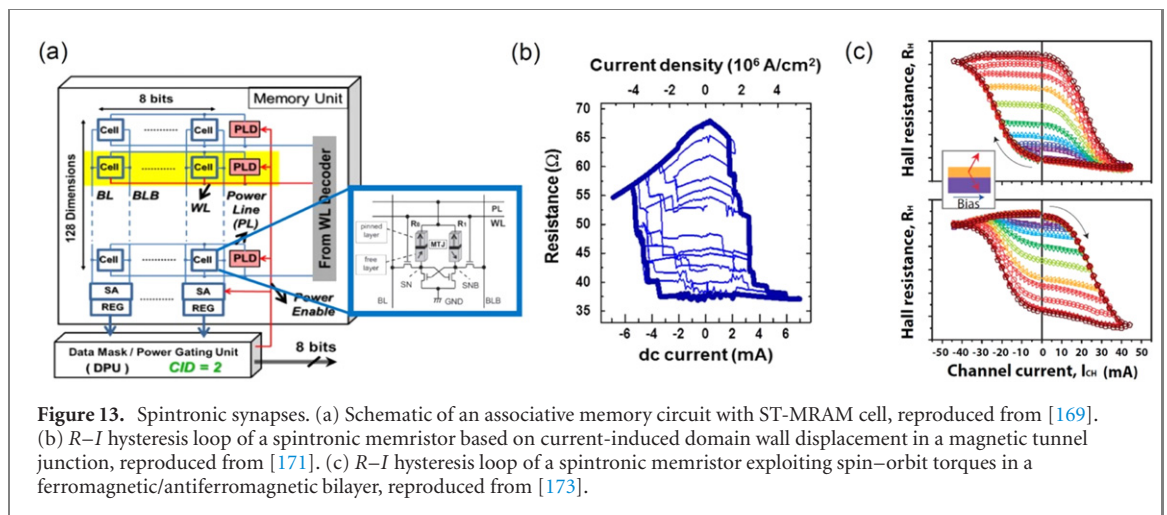 (a)
8 bits
Memory Unit
Cell
Cell
PLD
Cell
Cell
PLD
BL
BLB
WL
Power
Line
(PL)
128 Dimensions
From WL Decoder
Cell
Cell
PLD
SA
SA
REG
REG
Power
Enable
Data Mask / Power Gating Unit
( DPU )
CID = 2
8 bits
PL
WL
R₀
R₁
pinned
layer
MTJ
free
layer
SN
SNB
BL
GND
BLB
(b)
Current density (10⁶ A/cm²)
-4 -2 0 2 4
Resistance (Ω)
70
65
60
55
50
45
40
35
-6 -4 -2 0 2 4 6
dc current (mA)
(c)
Hall resistance, R_H
Bias
Hall resistance, R_H
-50 -40 -30 -20 -10 0 10 20 30 40 50
Channel current, I_CH (mA)
Figure 13. Spintronic synapses. (a) Schematic of an associative memory circuit with ST-MRAM cell, reproduced from [169].
(b) R–I hysteresis loop of a spintronic memristor based on current-induced domain wall displacement in a magnetic tunnel
junction, reproduced from [171]. (c) R–I hysteresis loop of a spintronic memristor exploiting spin–orbit torques in a
ferromagnetic/antiferromagnetic bilayer, reproduced from [173].